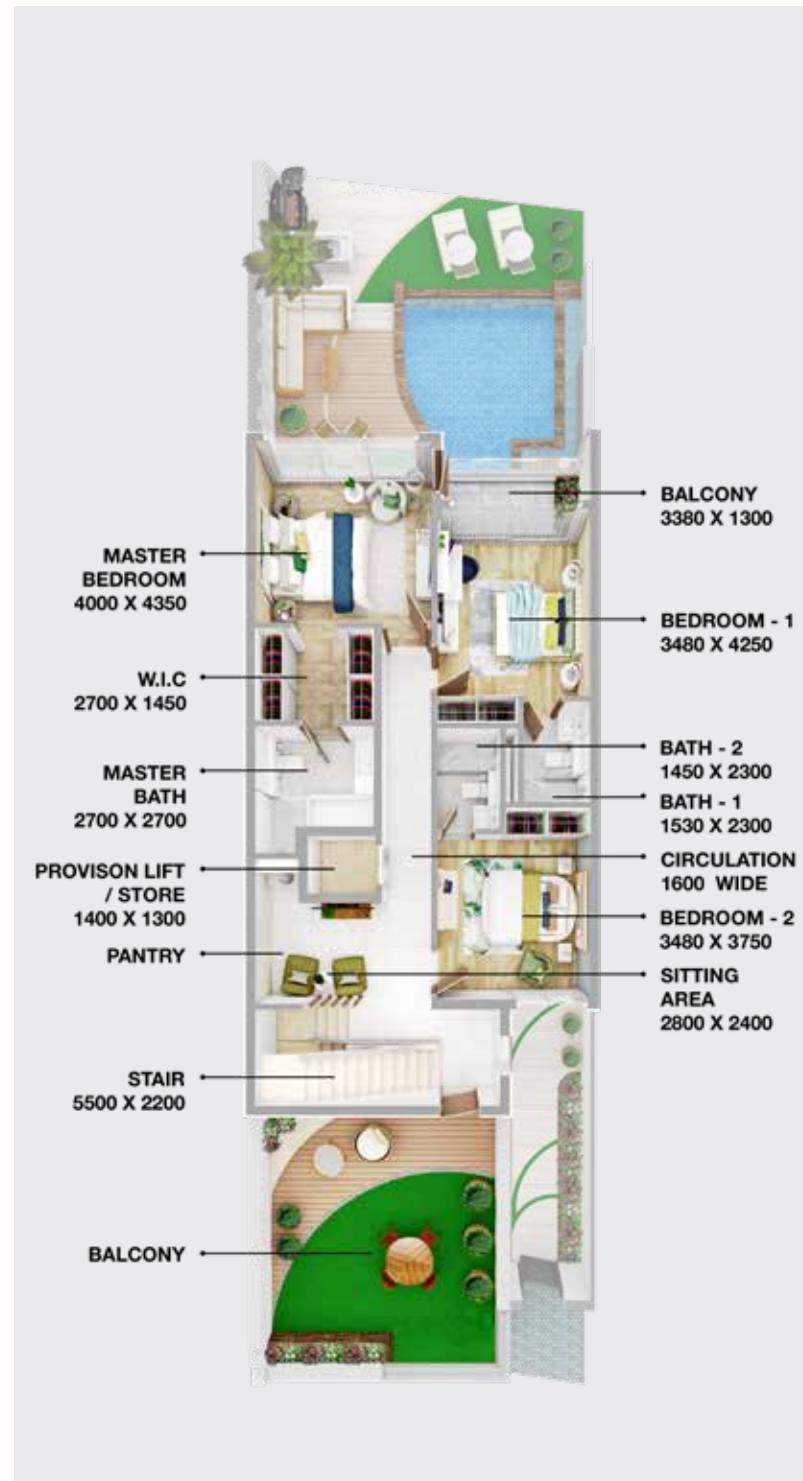 MASTER
BEDROOM
4000 X 4350
W.I.C
2700 X 1450
MASTER
BATH
2700 X 2700
PROVISON LIFT
/ STORE
1400 X 1300
PANTRY
STAIR
5500 X 2200
BALCONY
BALCONY
3380 X 1300
BEDROOM - 1
3480 X 4250
BATH - 2
1450 X 2300
BATH - 1
1530 X 2300
CIRCULATION
1600 WIDE
BEDROOM - 2
3480 X 3750
SITTING
AREA
2800 X 2400